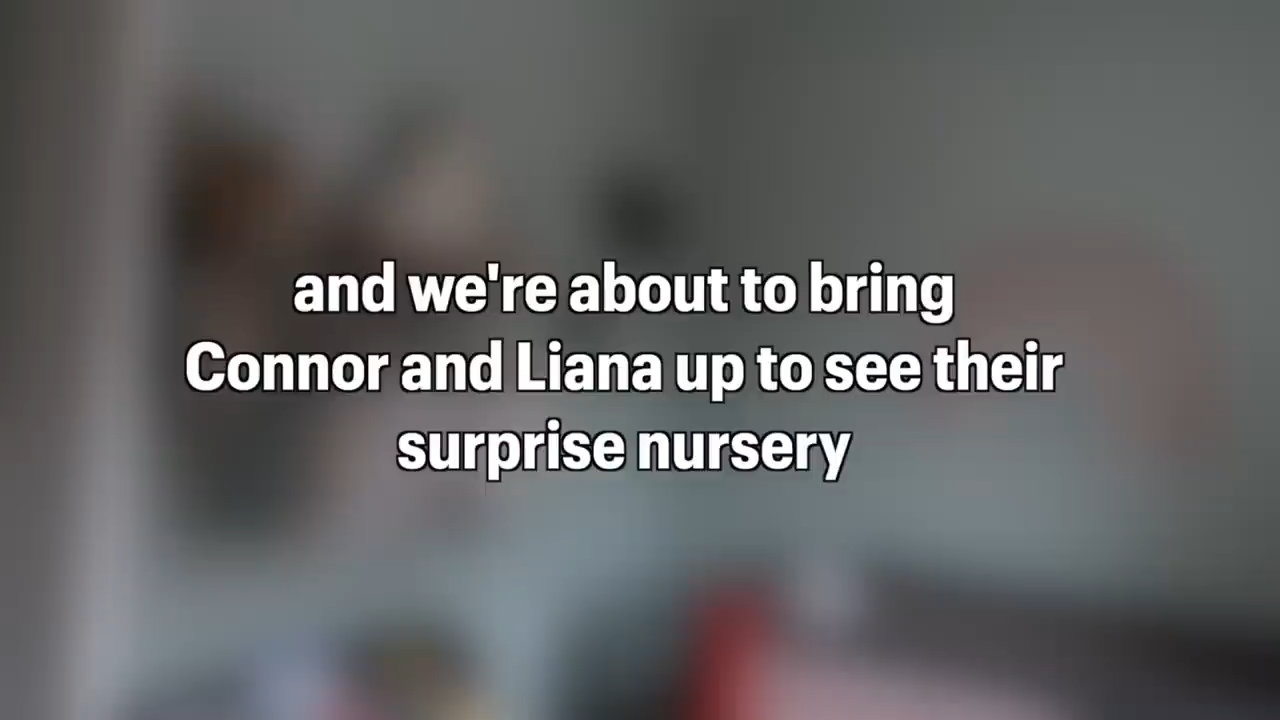 and we're about to bring
Connor and Liana up to see their
surprise nursery